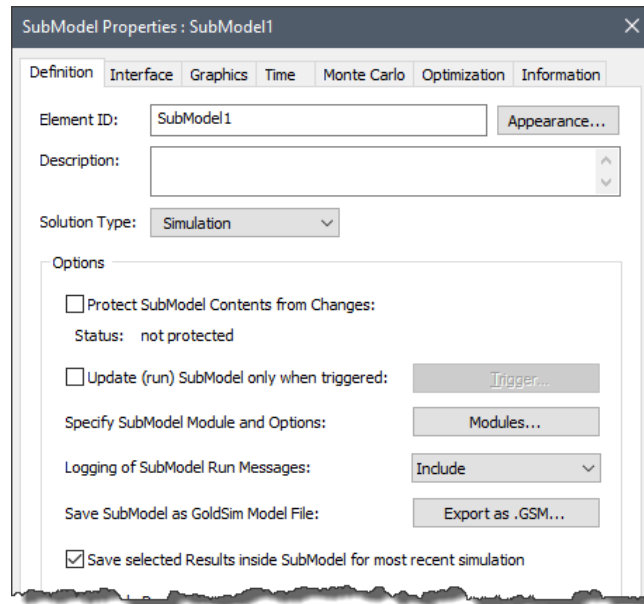 SubModel Properties : SubModel1
Definition Interface Graphics Time Monte Carlo Optimization Information
Element ID: SubModel1 Appearance...
Description:
Solution Type: Simulation
Options
Protect SubModel Contents from Changes:
Status: not protected
Update (run) SubModel only when triggered: Trigger...
Specify SubModel Module and Options: Modules...
Logging of SubModel Run Messages: Include
Save SubModel as GoldSim Model File: Export as .GSM...
Save selected Results inside SubModel for most recent simulation